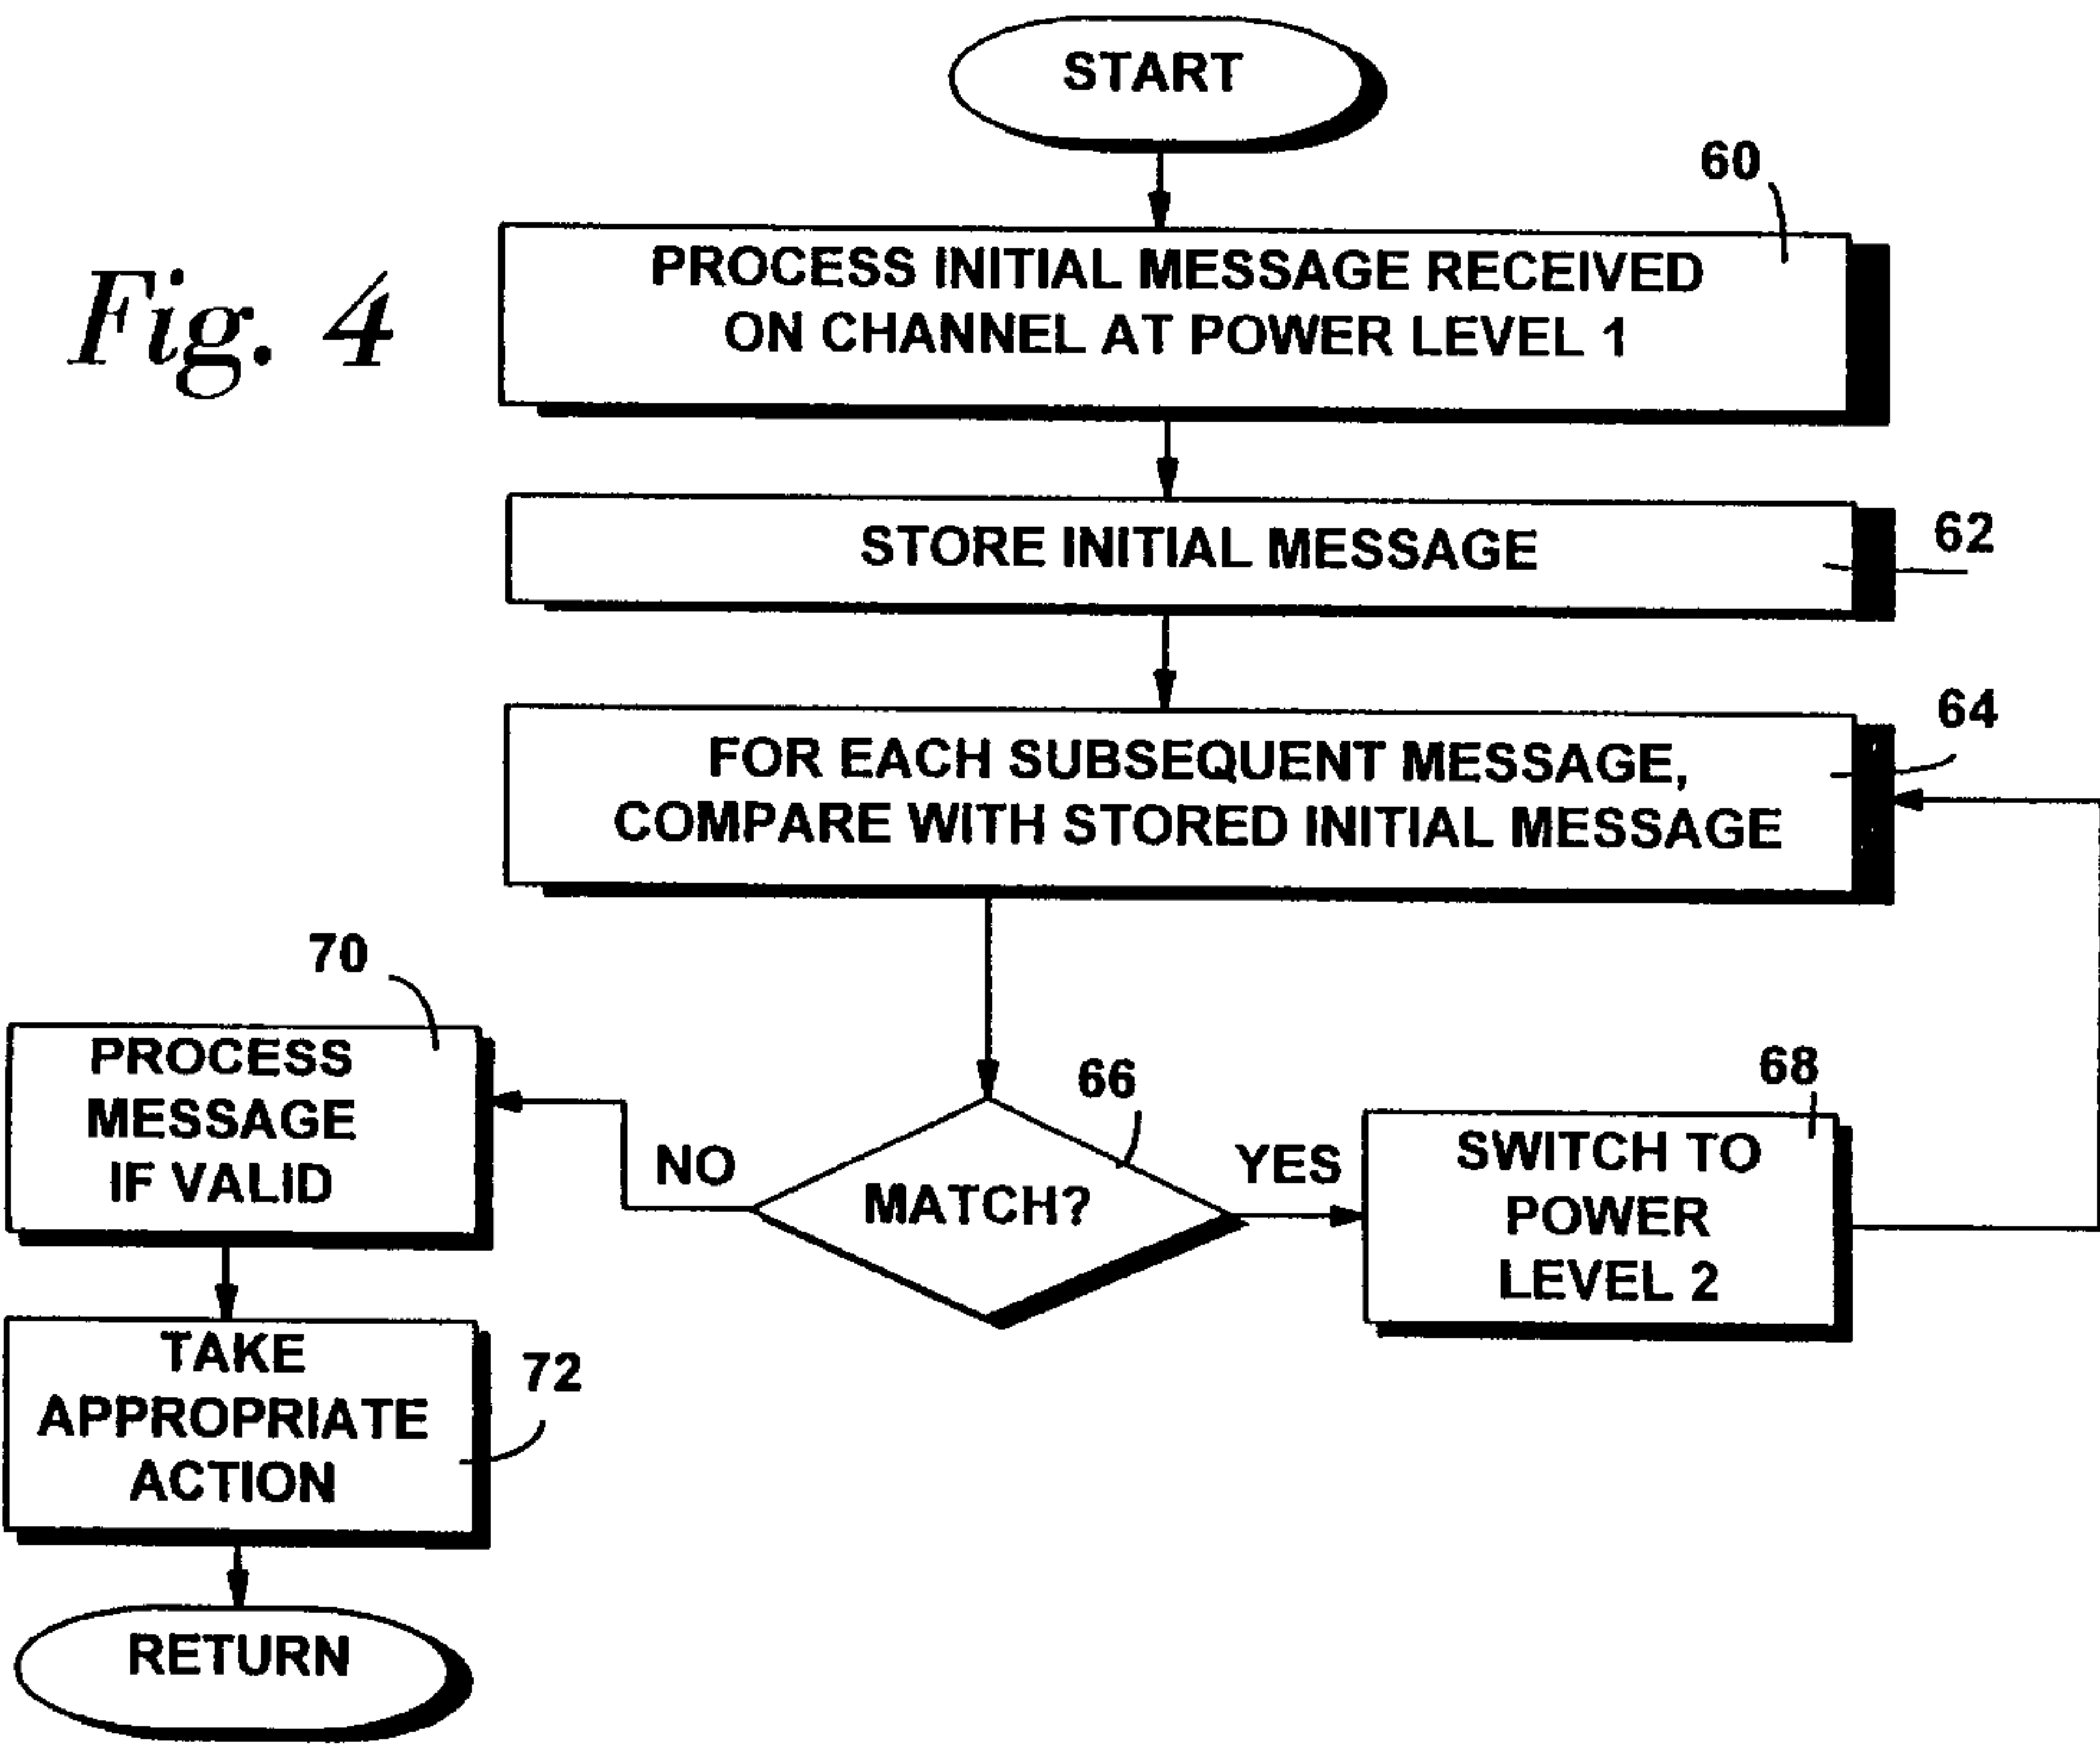 START
60
Fig. 4
PROCESS INITIAL MESSAGE RECEIVED
ON CHANNEL AT POWER LEVEL 1
STORE INITIAL MESSAGE
62
64
FOR EACH SUBSEQUENT MESSAGE,
COMPARE WITH STORED INITIAL MESSAGE
70
PROCESS
MESSAGE
IF VALID
NO
66
MATCH?
YES
68
SWITCH TO
POWER
LEVEL 2
TAKE
APPROPRIATE
ACTION
72
RETURN